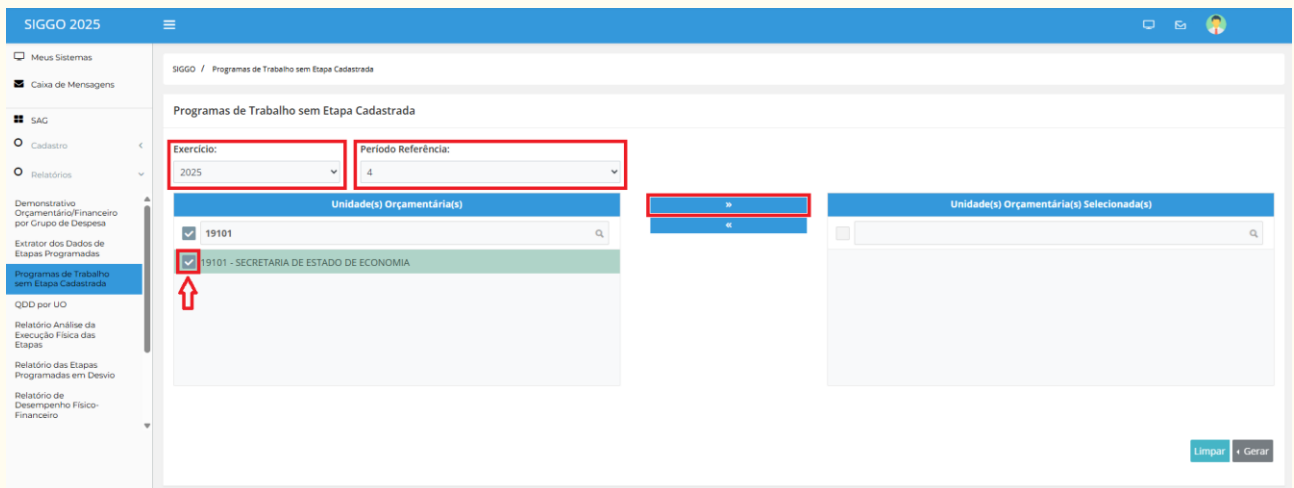 SIGGO 2025
Meus Sistemas
Caixa de Mensagens
SAG
Cadastro
Relatórios
Demonstrativo
Orçamentário/Financeiro
por Grupo de Despesa
Extrator dos Dados de
Etapas Programadas
Programas de Trabalho
sem Etapa Cadastrada
QDD por UO
Relatório Análise da
Execução Física das
Etapas
Relatório das Etapas
Programadas em Desvio
Relatório de
Desempenho Físico-
Financeiro
SIGGO / Programas de Trabalho sem Etapa Cadastrada
Programas de Trabalho sem Etapa Cadastrada
Exercício:
2025
Período Referência:
4
Unidade(s) Orçamentária(s)
19101
19101 - SECRETARIA DE ESTADO DE ECONOMIA
»
«
Unidade(s) Orçamentária(s) Selecionada(s)
Limpar
Gerar